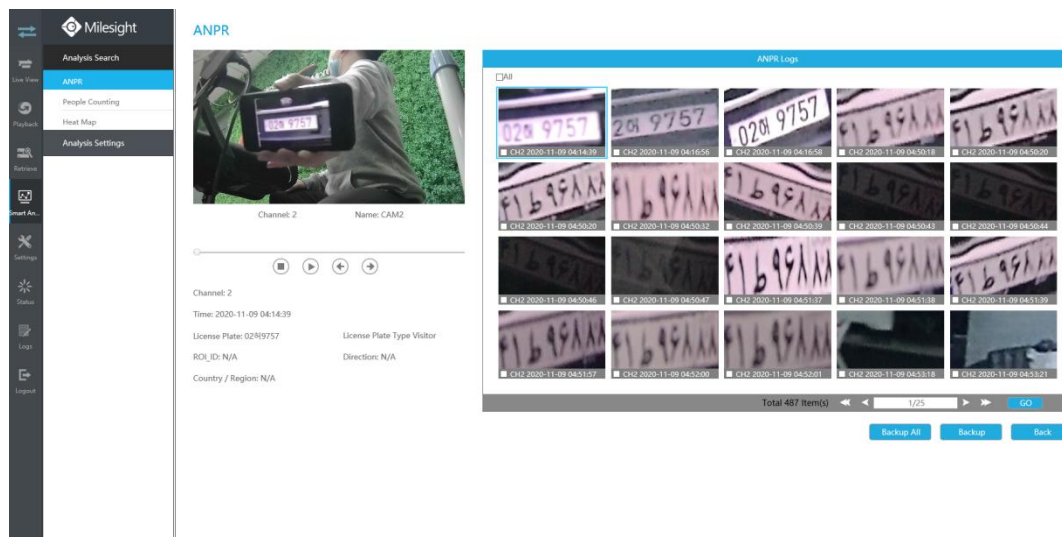 Milesight
Live View
Playback
Retrieve
Smart An...
Settings
Status
Logs
Logout
Analysis Search
ANPR
People Counting
Heat Map
Analysis Settings
ANPR
Channel: 2 Name: CAM2
Channel: 2
Time: 2020-11-09 04:14:39
License Plate: 02허9757 License Plate Type Visitor
ROI_ID: N/A Direction: N/A
Country / Region: N/A
ANPR Logs
All
CH2 2020-11-09 04:14:39 CH2 2020-11-09 04:16:56 CH2 2020-11-09 04:16:58 CH2 2020-11-09 04:50:18 CH2 2020-11-09 04:50:20
CH2 2020-11-09 04:50:20 CH2 2020-11-09 04:50:32 CH2 2020-11-09 04:50:39 CH2 2020-11-09 04:50:43 CH2 2020-11-09 04:50:44
CH2 2020-11-09 04:50:46 CH2 2020-11-09 04:50:47 CH2 2020-11-09 04:51:37 CH2 2020-11-09 04:51:38 CH2 2020-11-09 04:51:39
CH2 2020-11-09 04:51:57 CH2 2020-11-09 04:52:00 CH2 2020-11-09 04:52:01 CH2 2020-11-09 04:53:18 CH2 2020-11-09 04:53:21
Total 487 Item(s) 1/25 GO
Backup All Backup Back